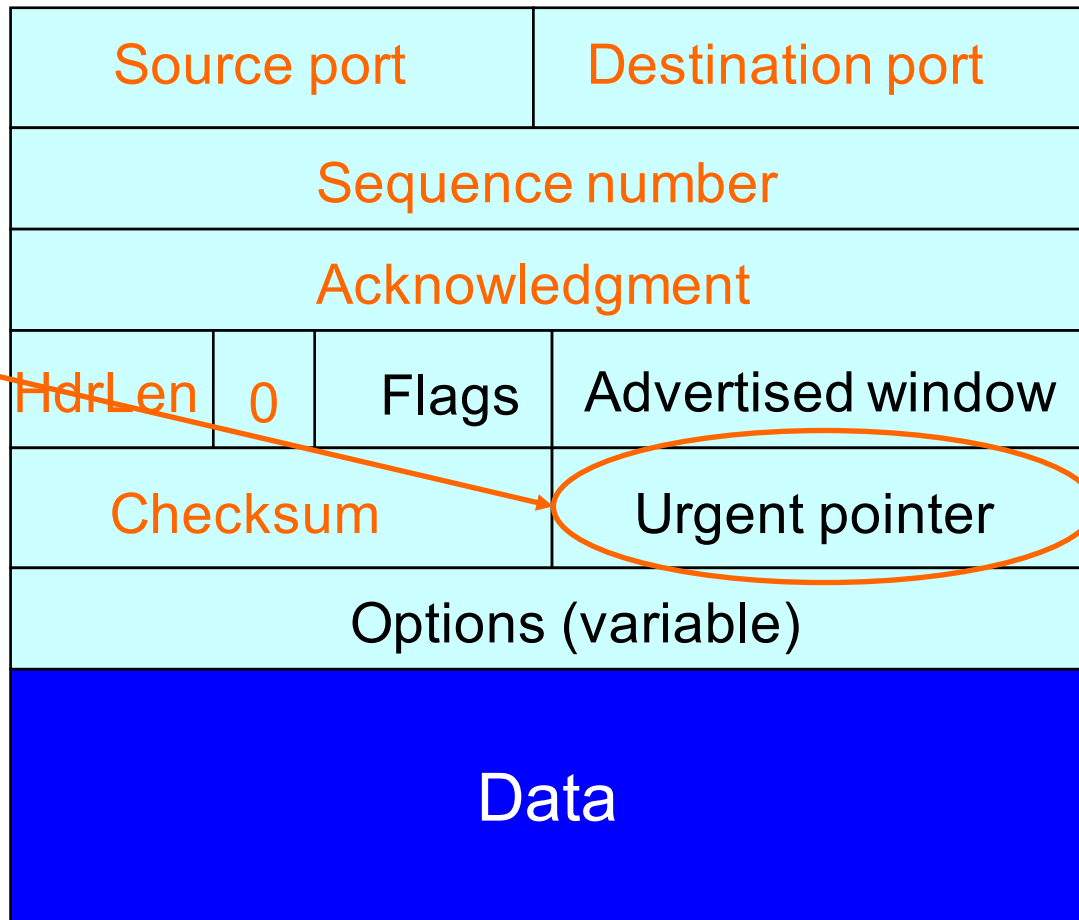 Source port Destination port
Sequence number
Acknowledgment
HdrLen 0 Flags Advertised window
Checksum Urgent pointer
Options (variable)
Data